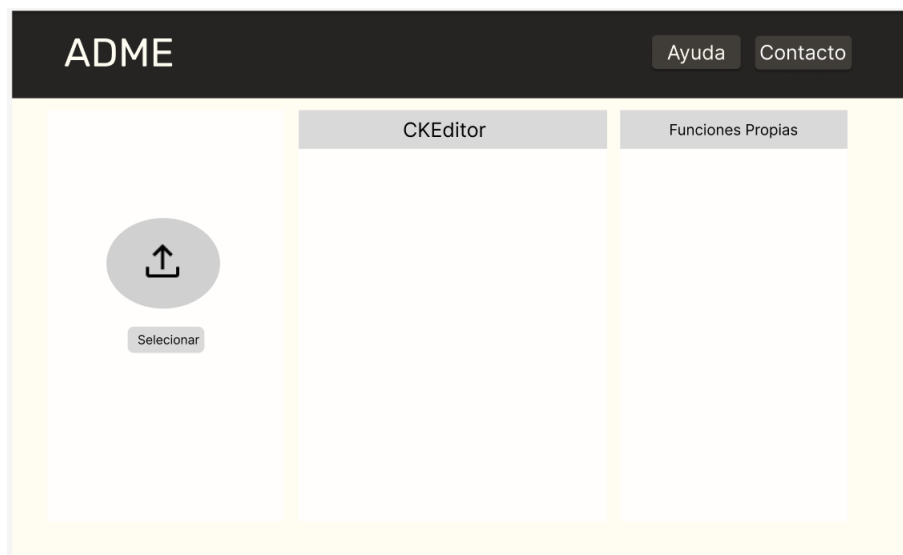 ADME
Ayuda
Contacto
CKEditor
Funciones Propias
Selecionar